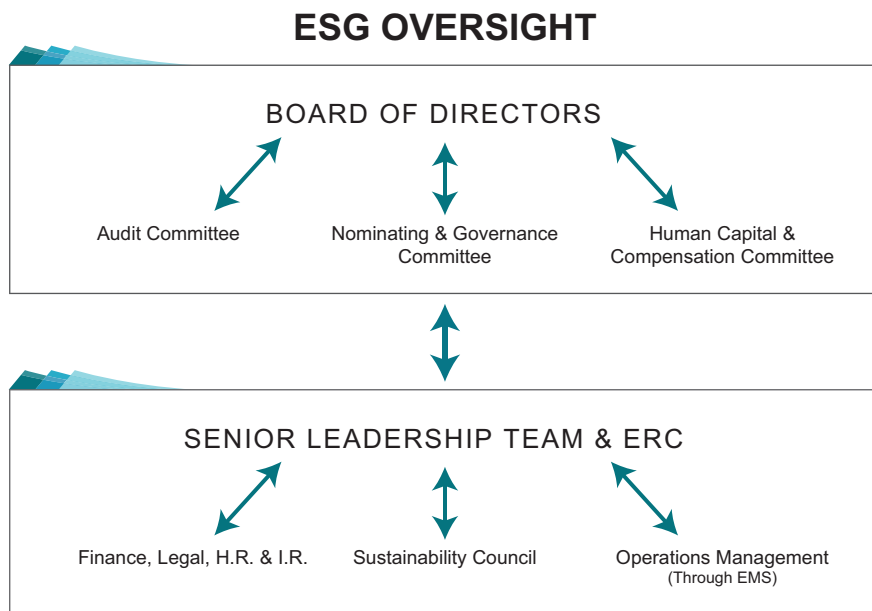 ESG OVERSIGHT
BOARD OF DIRECTORS
Audit Committee
Nominating & Governance
Committee
Human Capital &
Compensation Committee
SENIOR LEADERSHIP TEAM & ERC
Finance, Legal, H.R. & I.R.
Sustainability Council
Operations Management
(Through EMS)